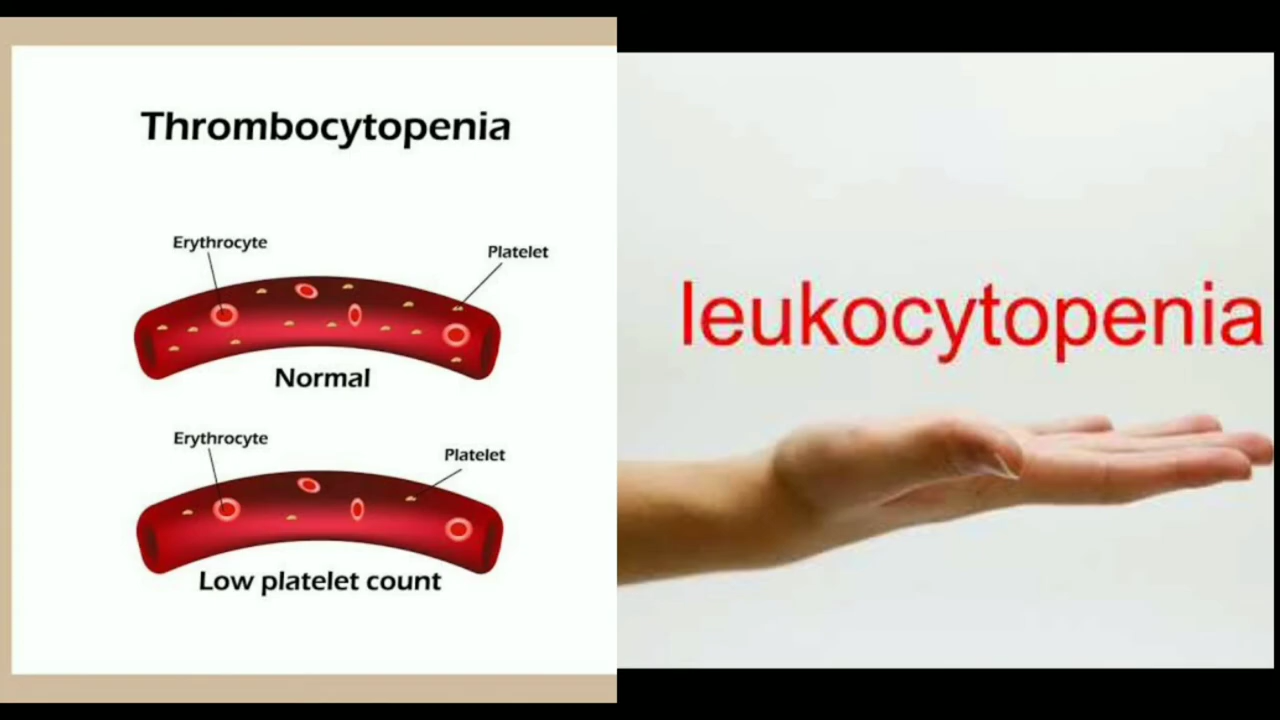 Thrombocytopenia
Erythrocyte
Platelet
Normal
Erythrocyte
Platelet
Low platelet count
leukocytopenia